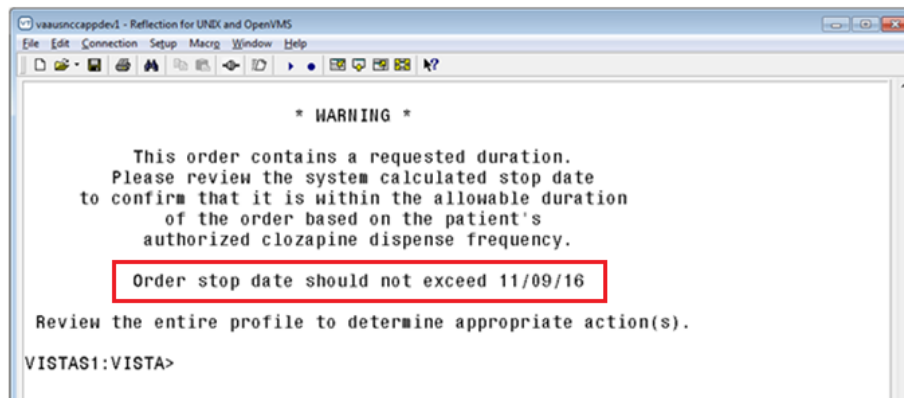 vaausnccappdev1 - Reflection for UNIX and OpenVMS
File Edit Connection Setup Macro Window Help
* WARNING *
This order contains a requested duration.
Please review the system calculated stop date
to confirm that it is within the allowable duration
of the order based on the patient's
authorized clozapine dispense frequency.
Order stop date should not exceed 11/09/16
Review the entire profile to determine appropriate action(s).
VISTAS1:VISTA>